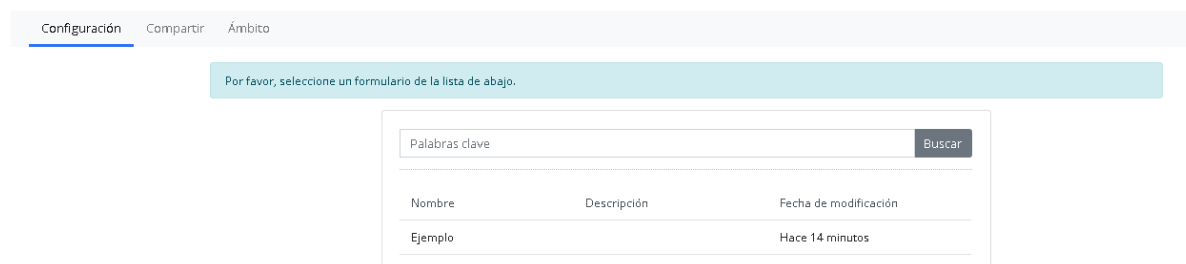 Configuración Compartir Ámbito
Por favor, seleccione un formulario de la lista de abajo.
Palabras clave Buscar
Nombre Descripción Fecha de modificación
Ejemplo Hace 14 minutos